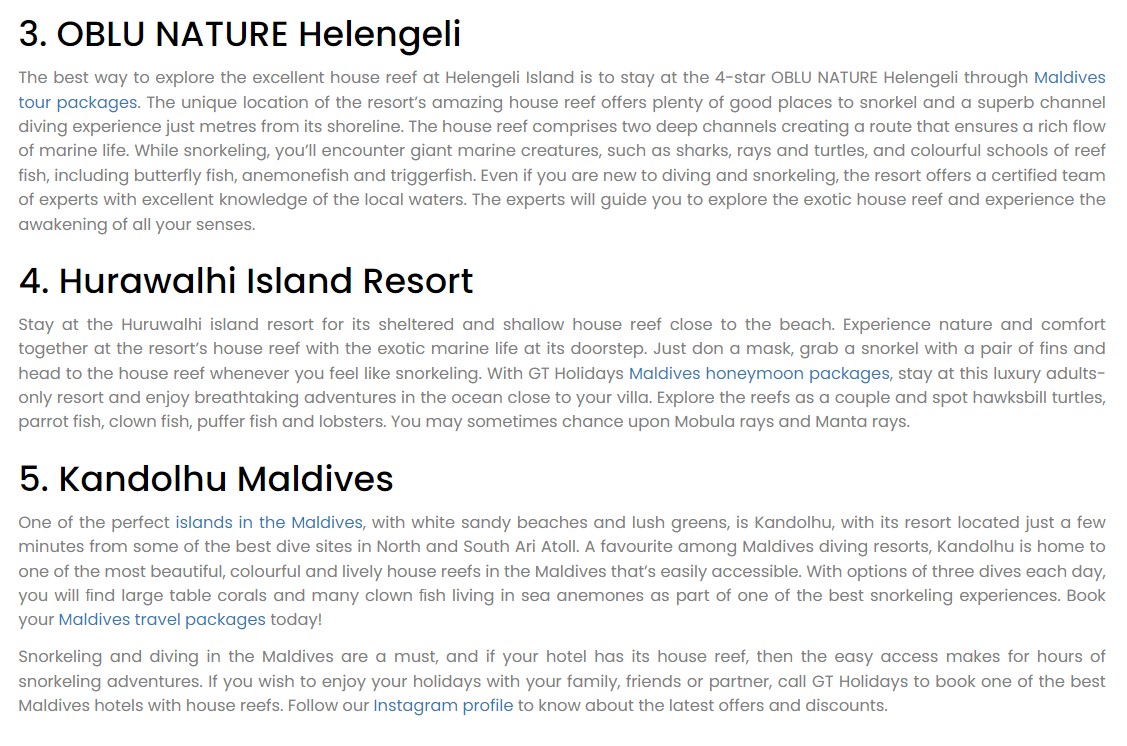 3. OBLU NATURE Helengeli
The best way to explore the excellent house reef at Helengeli Island is to stay at the 4-star OBLU NATURE Helengeli through Maldives
tour packages. The unique location of the resort's amazing house reef offers plenty of good places to snorkel and a superb channel
diving experience just metres from its shoreline. The house reef comprises two deep channels creating a route that ensures a rich flow
of marine life. While snorkeling, you'll encounter giant marine creatures, such as sharks, rays and turtles, and colourful schools of reef
fish, including butterfly fish, anemonefish and triggerfish. Even if you are new to diving and snorkeling, the resort offers a certified team
of experts with excellent knowledge of the local waters. The experts will guide you to explore the exotic house reef and experience the
awakening of all your senses.
4. Hurawalhi Island Resort
Stay at the Huruwalhi island resort for its sheltered and shallow house reef close to the beach. Experience nature and comfort
together at the resort's house reef with the exotic marine life at its doorstep. Just don a mask, grab a snorkel with a pair of fins and
head to the house reef whenever you feel like snorkeling. With GT Holidays Maldives honeymoon packages, stay at this luxury adults-
only resort and enjoy breathtaking adventures in the ocean close to your villa. Explore the reefs as a couple and spot hawksbill turtles,
parrot fish, clown fish, puffer fish and lobsters. You may sometimes chance upon Mobula rays and Manta rays.
5. Kandolhu Maldives
One of the perfect islands in the Maldives, with white sandy beaches and lush greens, is Kandolhu, with its resort located just a few
minutes from some of the best dive sites in North and South Ari Atoll. A favourite among Maldives diving resorts, Kandolhu is home to
one of the most beautiful, colourful and lively house reefs in the Maldives that's easily accessible. With options of three dives each day,
you will find large table corals and many clown fish living in sea anemones as part of one of the best snorkeling experiences. Book
your Maldives travel packages today!
Snorkeling and diving in the Maldives are a must, and if your hotel has its house reef, then the easy access makes for hours of
snorkeling adventures. If you wish to enjoy your holidays with your family, friends or partner, call GT Holidays to book one of the best
Maldives hotels with house reefs. Follow our Instagram profile to know about the latest offers and discounts.